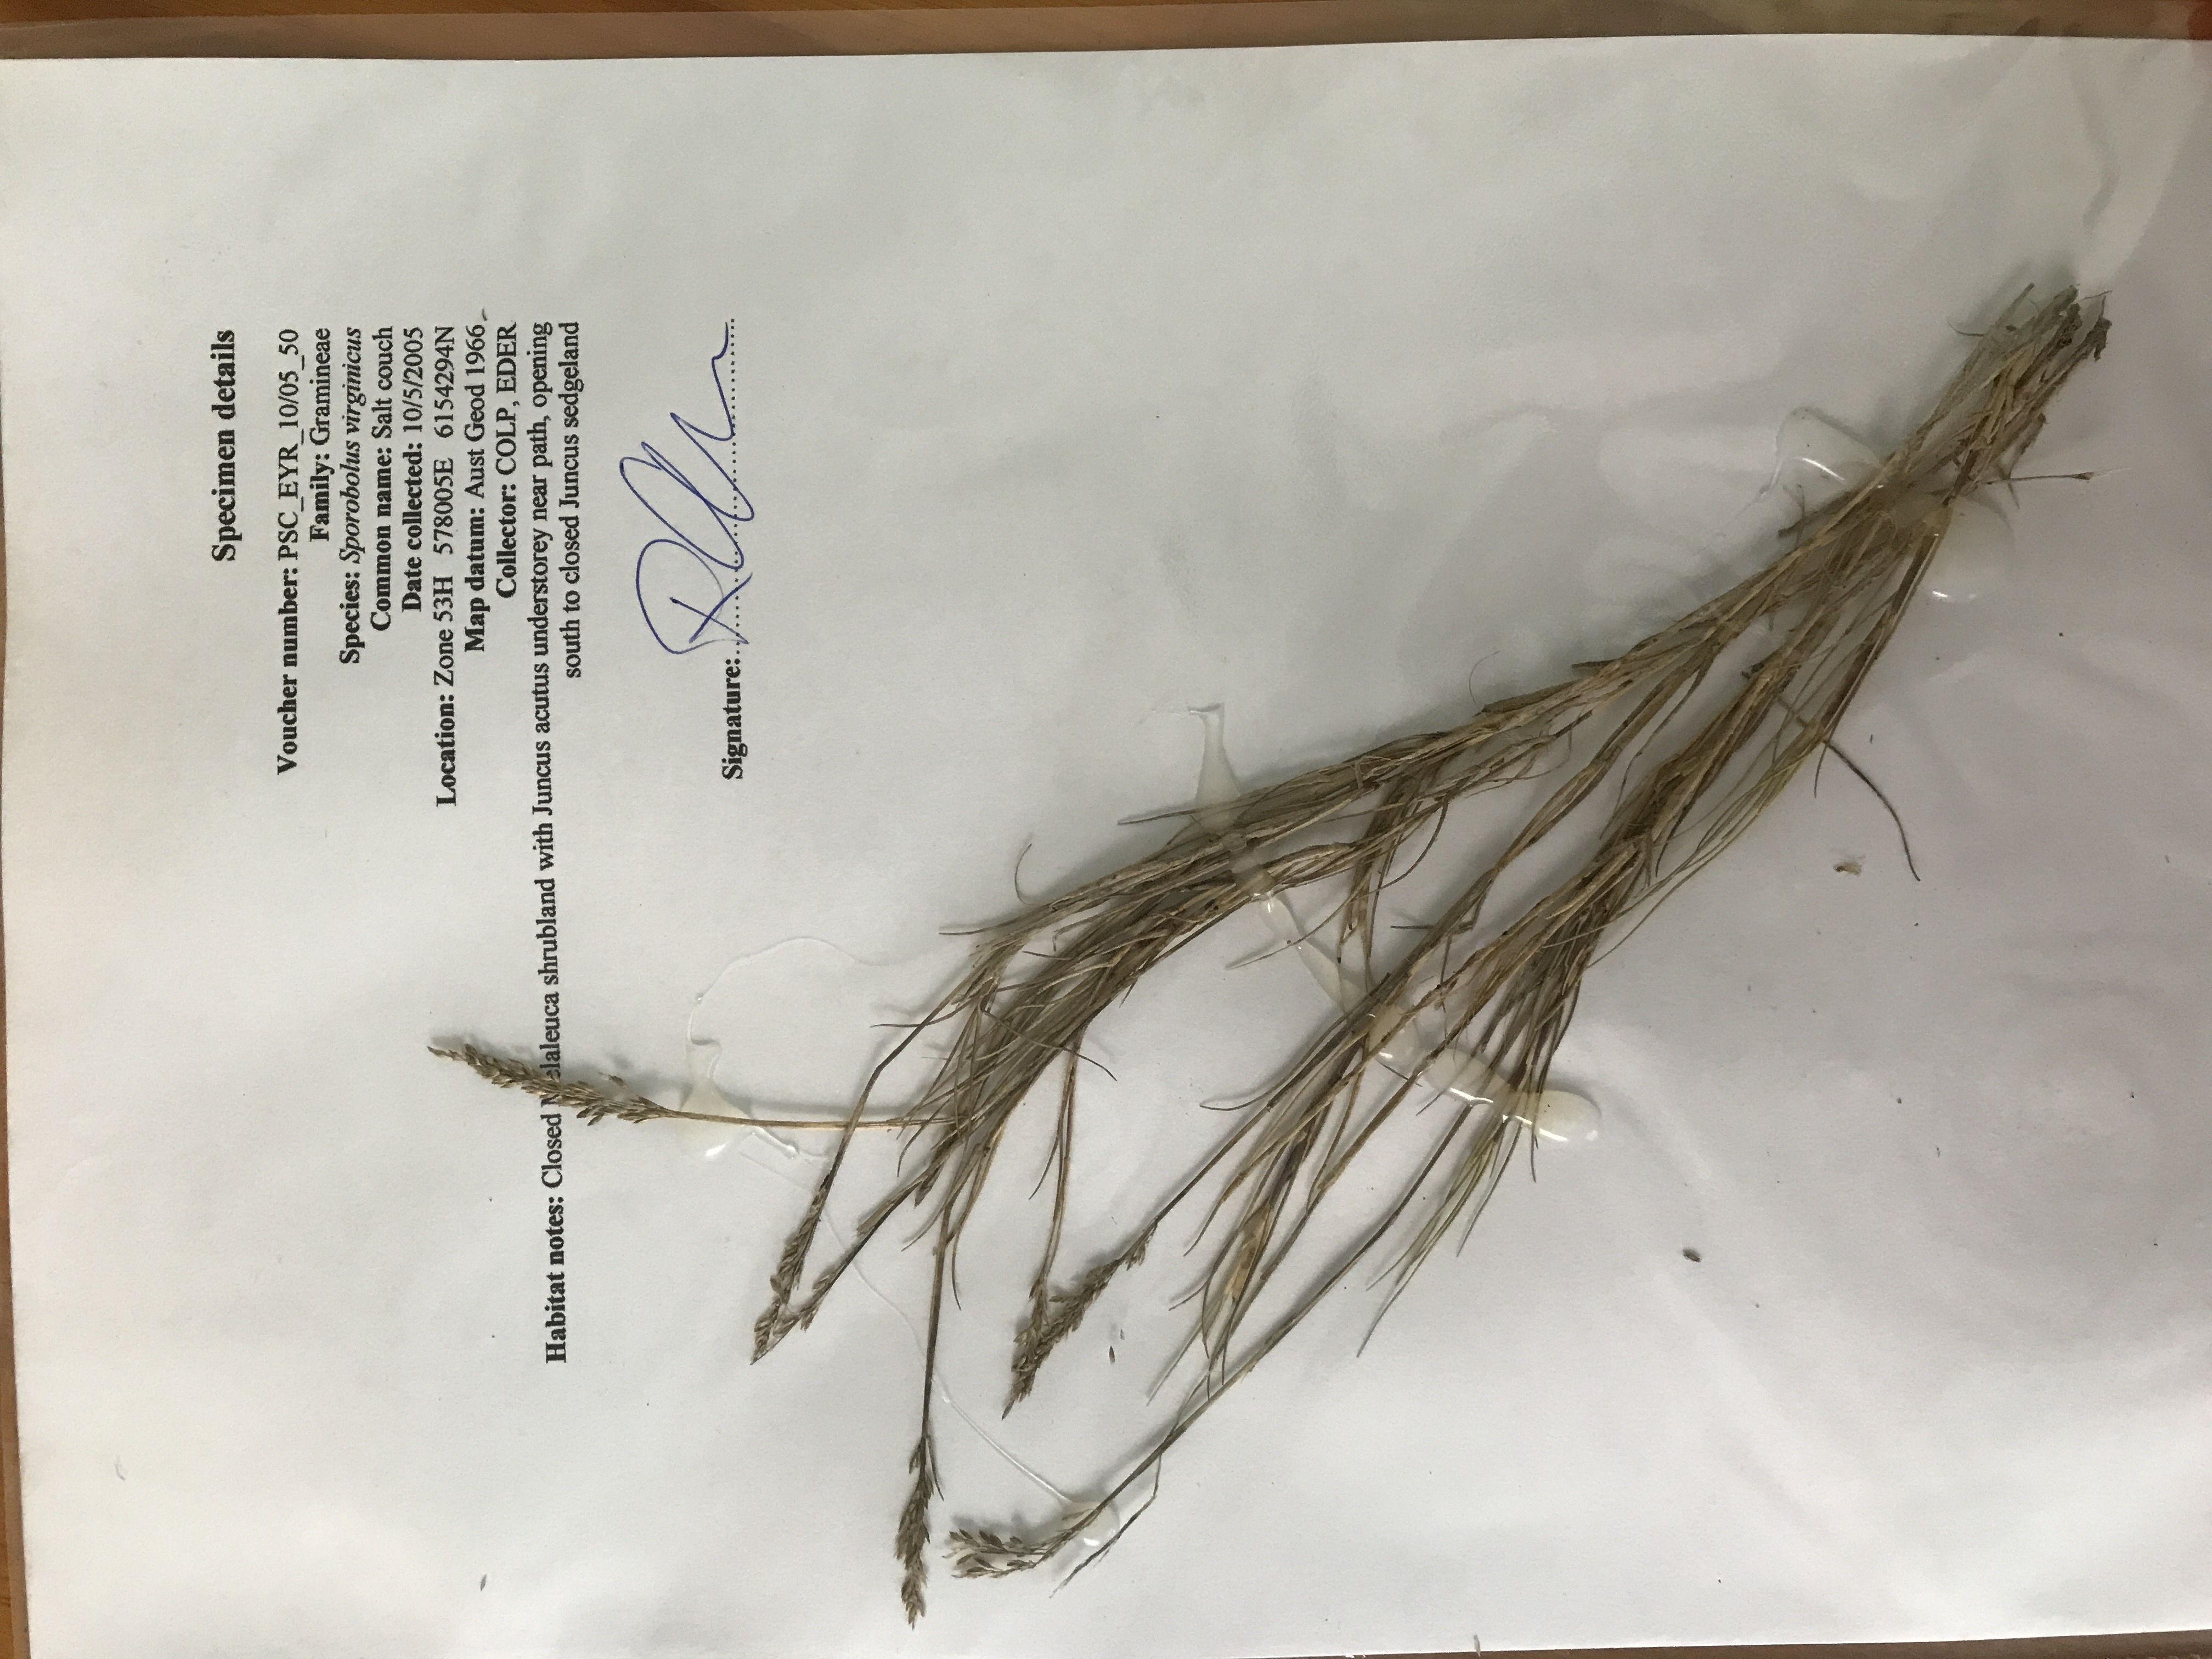 Specimen details
Voucher number: PSC_EYR_10/05_50
Family: Gramineae
Species: Sporobolus virginicus
Common name: Salt couch
Date collected: 10/5/2005
Location: Zone 53H 578005E 6154294N
Map datum: Aust Geod 1966
Collector: COLP, EDER
Habitat notes: Closed Melaleuca shrubland with Juncus acutus understorey near path, opening
south to closed Juncus sedgeland
Signature: